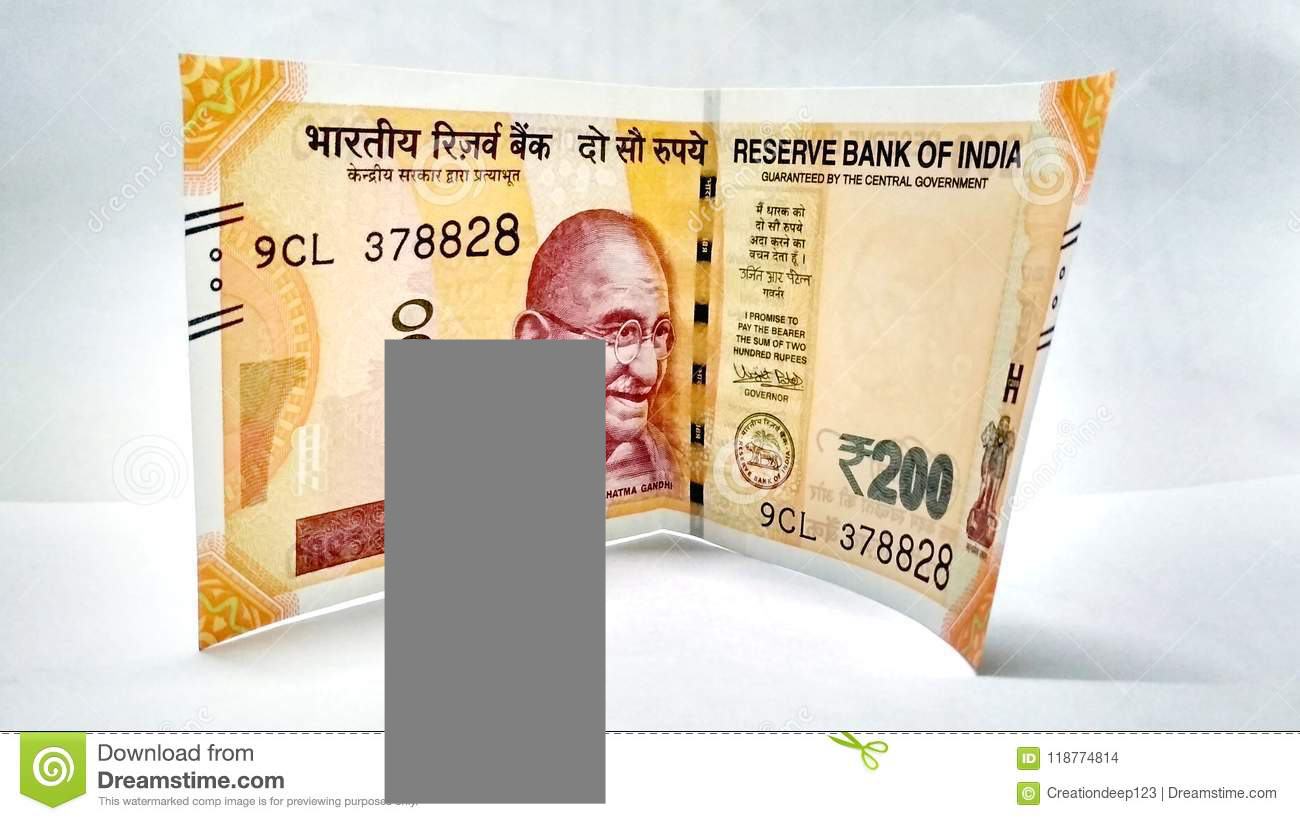 भारतीय रिज़र्व बैंक दो सौ रुपये
केन्द्रीय सरकार द्वारा प्रत्याभूत
9CL 378828
RESERVE BANK OF INDIA
GUARANTEED BY THE CENTRAL GOVERNMENT
मैं धारक को
दो सौ रुपये
अदा करने का
वचन देता हूँ।
उर्जित आर पटेल
गवर्नर
I PROMISE TO
PAY THE BEARER
THE SUM OF TWO
HUNDRED RUPEES
GOVERNOR
₹200
9CL 378828
GANDHI
dreamstime
Download from
Dreamstime.com
This watermarked comp image is for previewing purposes only.
ID 118774814
© Creationdeep123 | Dreamstime.com